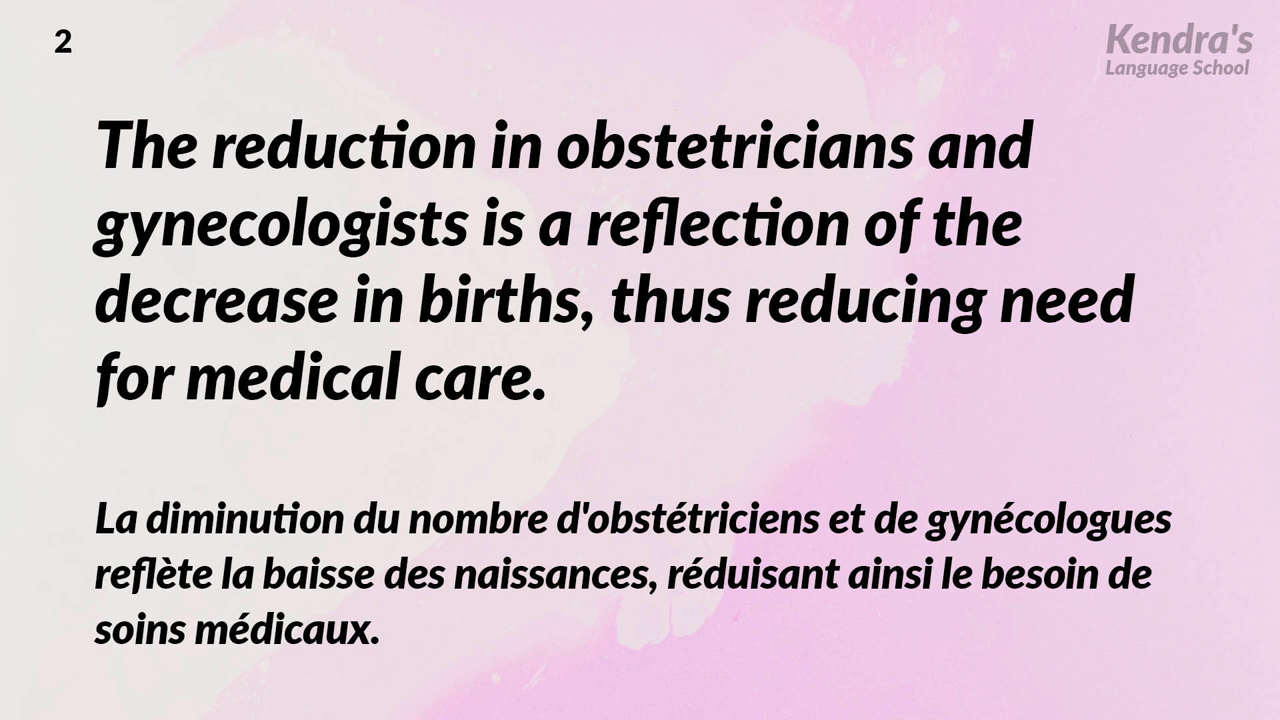 2
Kendra's
Language School
The reduction in obstetricians and
gynecologists is a reflection of the
decrease in births, thus reducing need
for medical care.
La diminution du nombre d'obstétriciens et de gynécologues
reflète la baisse des naissances, réduisant ainsi le besoin de
soins médicaux.